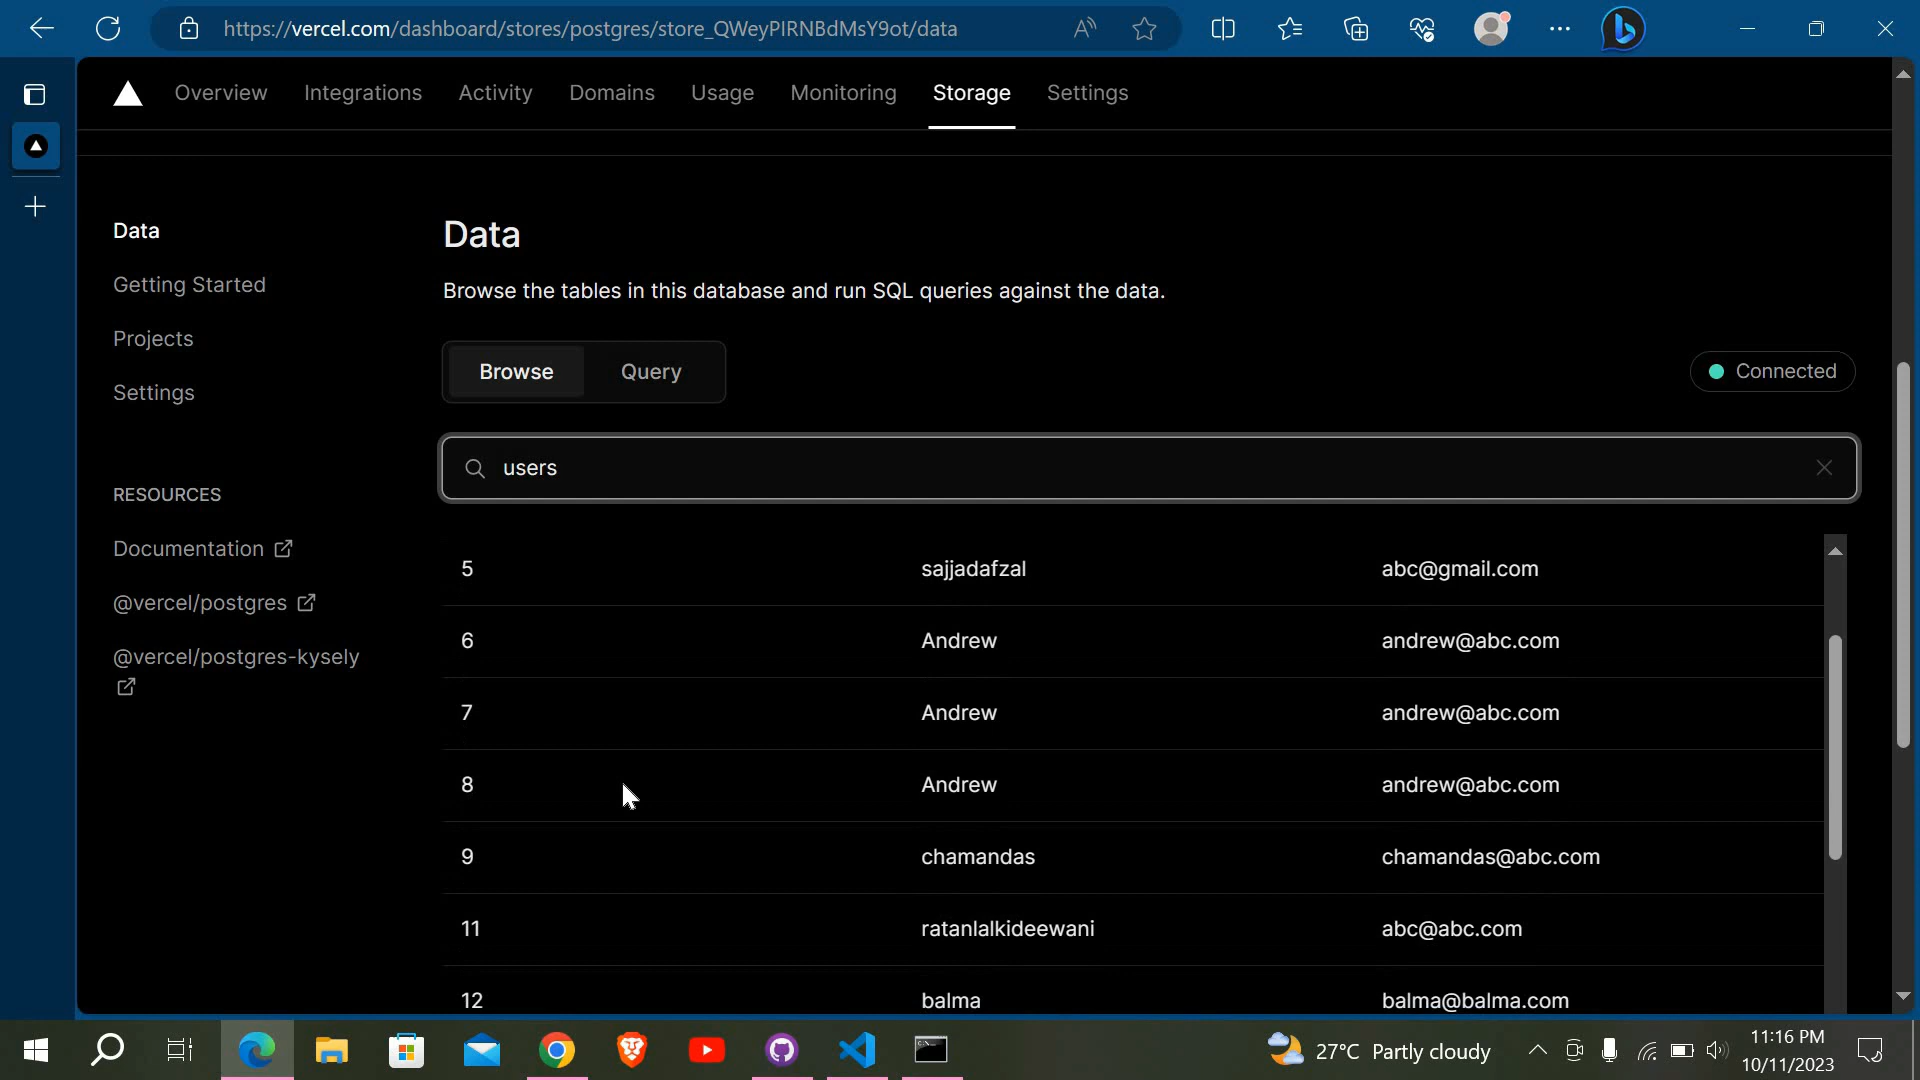 https://vercel.com/dashboard/stores/postgres/store_QWeyPIRNBdMsY9ot/data
Overview Integrations Activity Domains Usage Monitoring Storage Settings
Data
Getting Started
Projects
Settings
RESOURCES
Documentation
@vercel/postgres
@vercel/postgres-kysely
Data
Browse the tables in this database and run SQL queries against the data.
Browse Query
Connected
users
5 sajjadafzal abc@gmail.com
6 Andrew andrew@abc.com
7 Andrew andrew@abc.com
8 Andrew andrew@abc.com
9 chamandas chamandas@abc.com
11 ratanlalkideewani abc@abc.com
12 balma balma@balma.com
27°C Partly cloudy
11:16 PM
10/11/2023